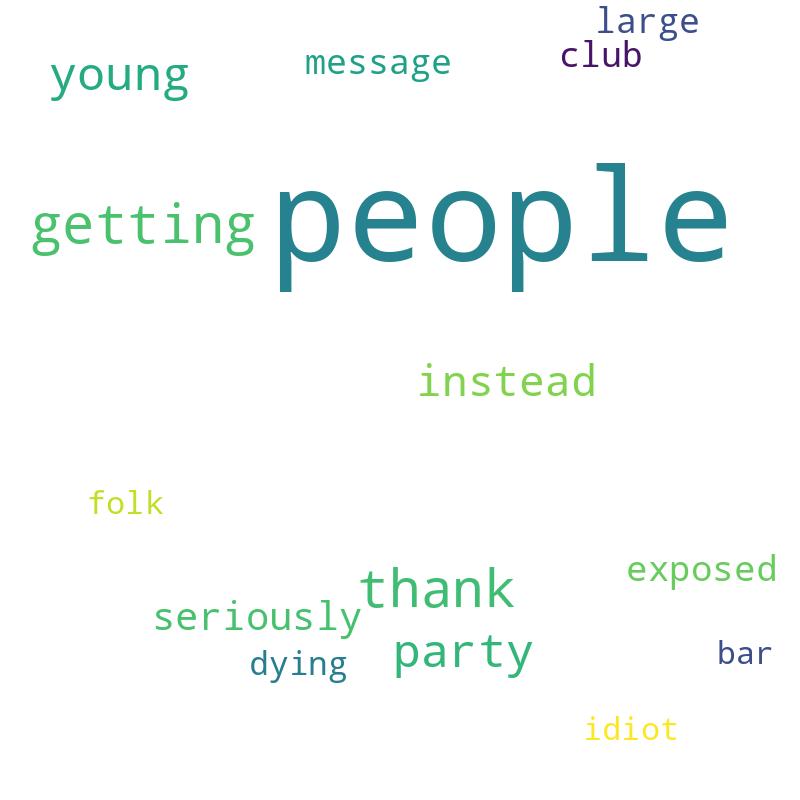 large
young message club
getting people
instead
folk
thank exposed
seriously
party bar
dying
idiot